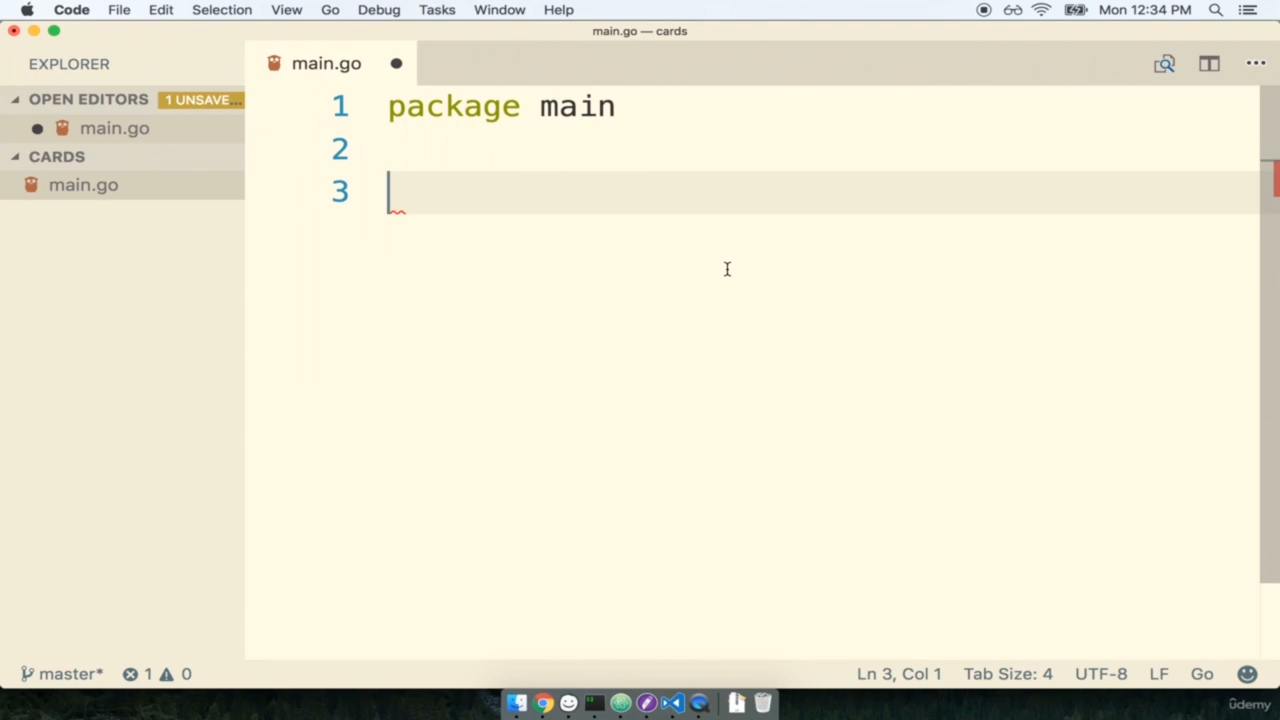 Code File Edit Selection View Go Debug Tasks Window Help Mon 12:34 PM
main.go — cards
EXPLORER
main.go
OPEN EDITORS 1 UNSAVE...
main.go
CARDS
main.go
1 package main
2
3
master* 1 0 Ln 3, Col 1 Tab Size: 4 UTF-8 LF Go
udemy